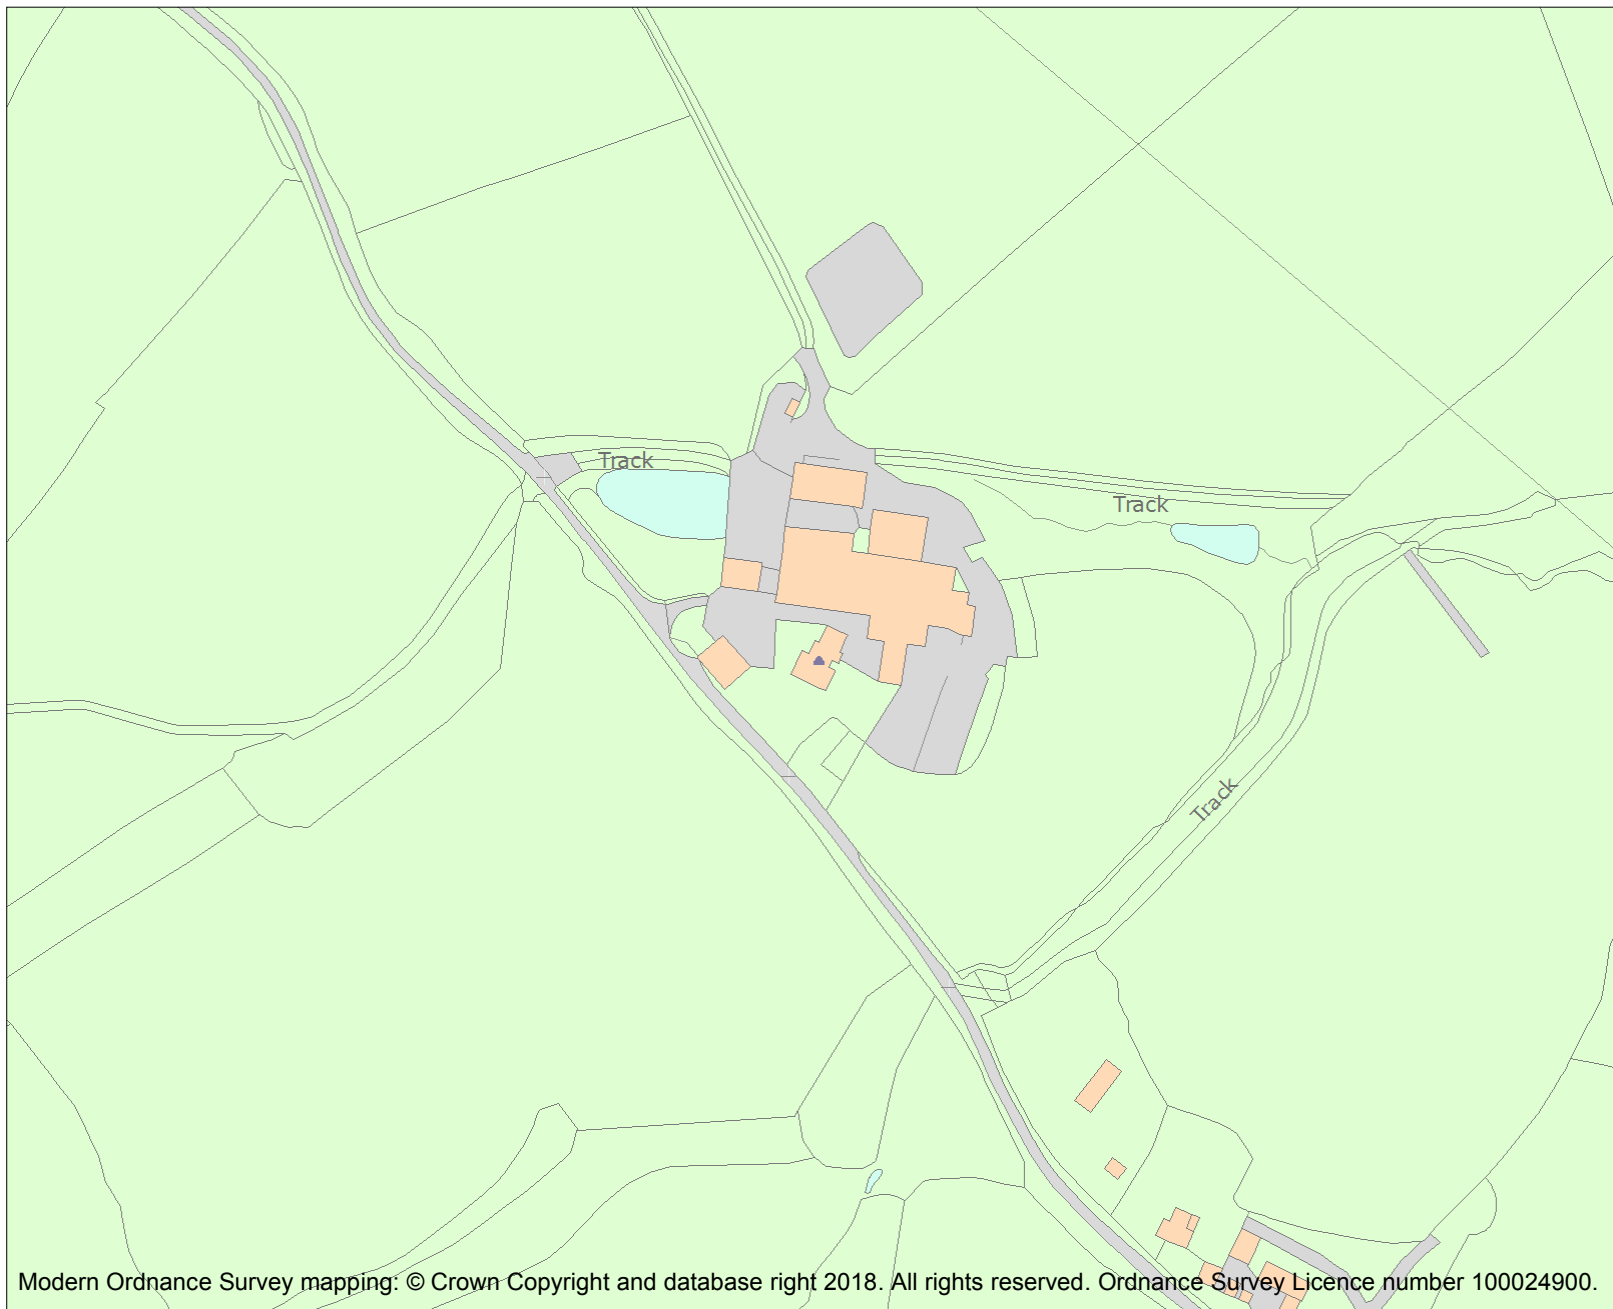 Track
Track
Track
Modern Ordnance Survey mapping: © Crown Copyright and database right 2018. All rights reserved. Ordnance Survey Licence number 100024900.